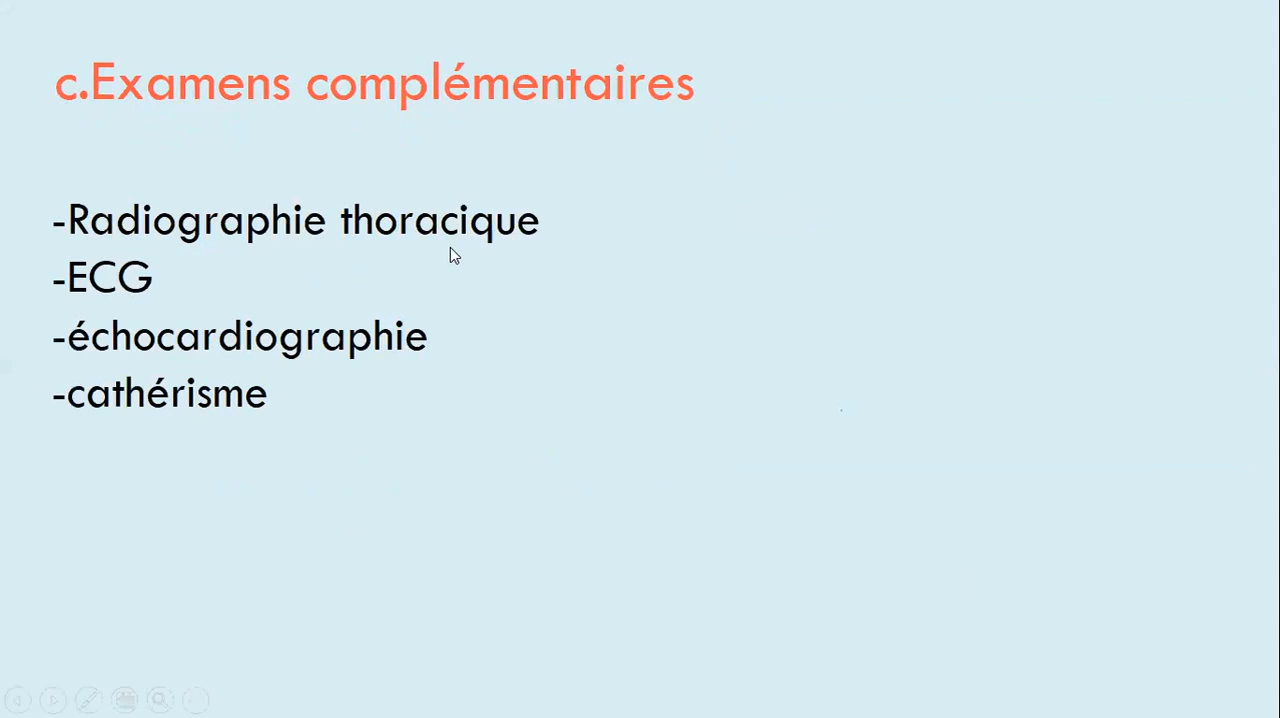 c.Examens complémentaires
-Radiographie thoracique
-ECG
-échocardiographie
-cathérisme